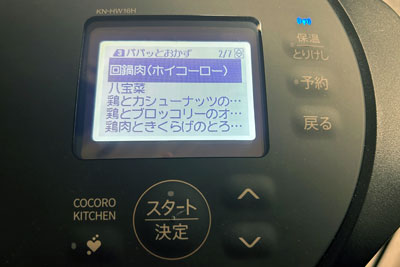 KN-HW16H
3 パパッとおかず 2/2
回鍋肉(ホイコーロー)
八宝菜
鶏とカシューナッツの…
鶏とブロッコリーのオ…
鶏肉ときくらげのとろ…
保温
とりけし
予約
戻る
COCORO
KITCHEN
スタート
決定